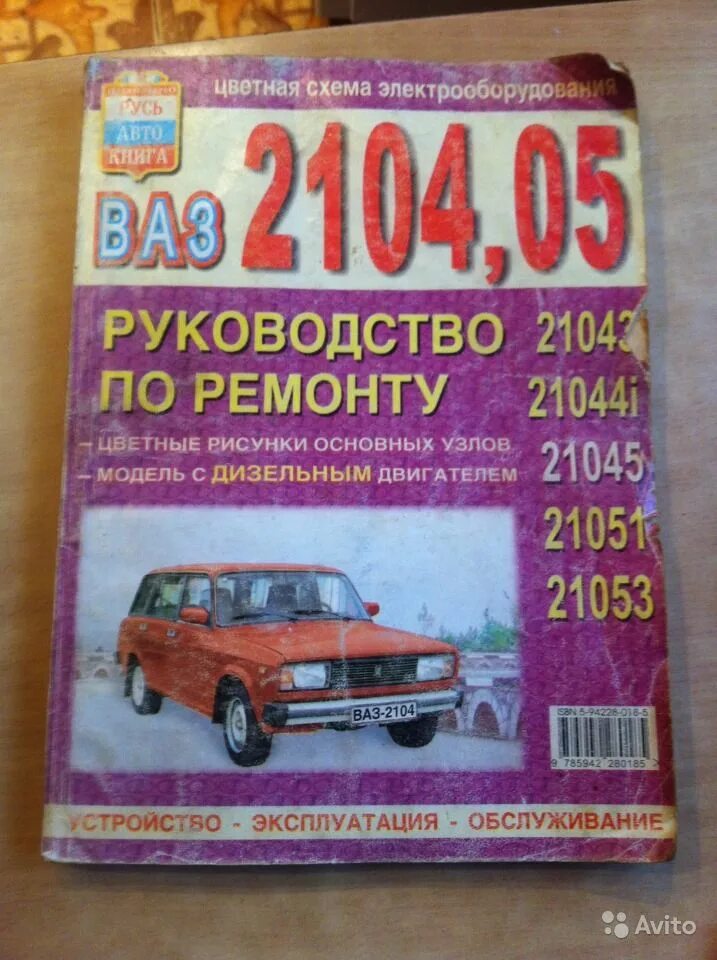 цветная схема электрооборудования
РУСЬ
АВТО
КНИГА
ВАЗ 2104,05
РУКОВОДСТВО
ПО РЕМОНТУ
- ЦВЕТНЫЕ РИСУНКИ ОСНОВНЫХ УЗЛОВ
- МОДЕЛЬ С ДИЗЕЛЬНЫМ ДВИГАТЕЛЕМ
21043
21044i
21045
21051
21053
ВАЗ-2104
ISBN 5-94228-018-5
9 785942 280185 >
УСТРОЙСТВО - ЭКСПЛУАТАЦИЯ - ОБСЛУЖИВАНИЕ
Avito